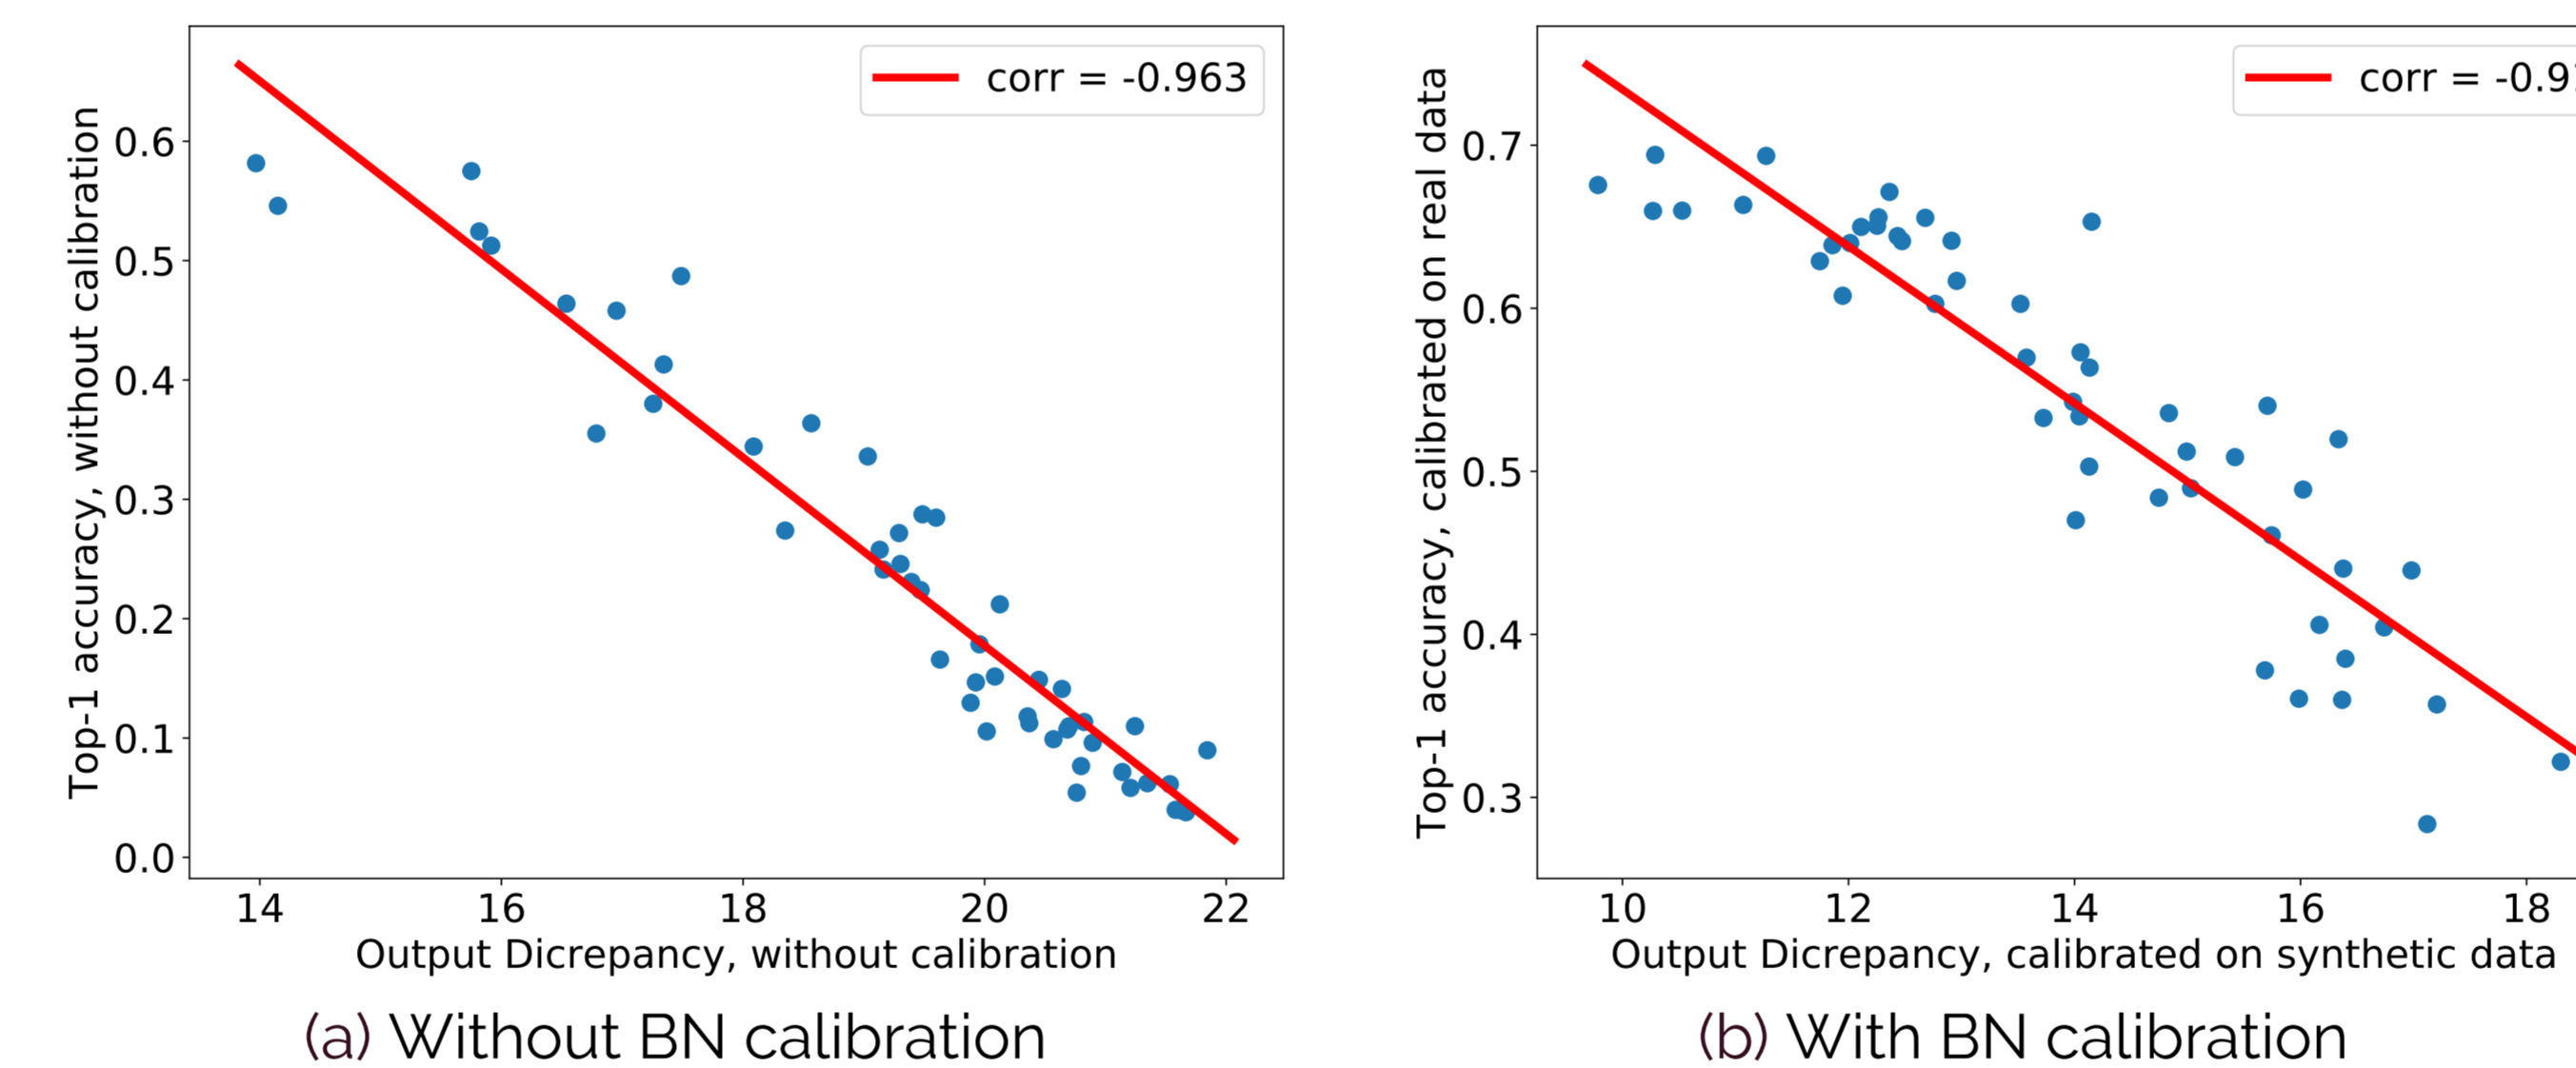 corr = -0.963
Top-1 accuracy, without calibration
0.6
0.5
0.4
0.3
0.2
0.1
0.0
14 16 18 20 22
Output Dicrepancy, without calibration
(a) Without BN calibration
corr =
Top-1 accuracy, calibrated on real data
0.7
0.6
0.5
0.4
0.3
10 12 14 16 18
Output Dicrepancy, calibrated on synthetic data
(b) With BN calibration